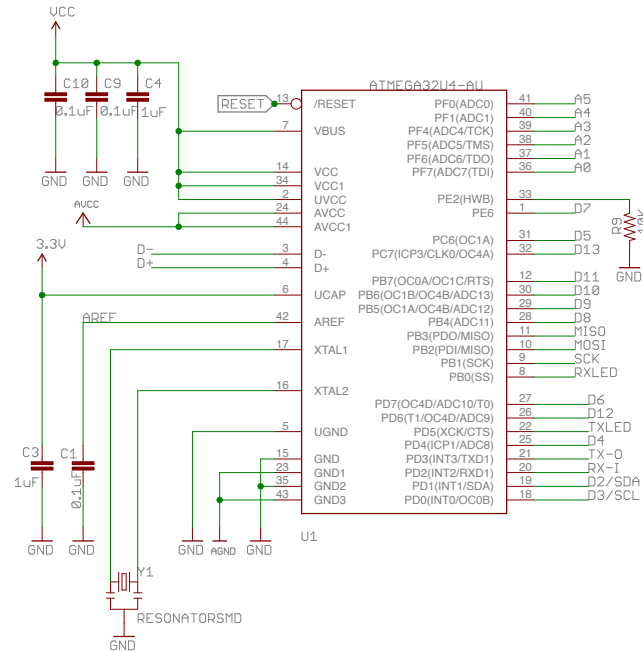 VCC
C10
C9
C4
0.1uF
0.1uF
1uF
GND
GND
GND
AVCC
3.3V
D-
D+
AREF
C3
1uF
C1
0.1uF
GND
GND
GND
AGND
GND
Y1
RESONATORSMD
GND
RESET
ATMEGA32U4-AU
13 /RESET
7 VBUS
14 VCC
34 VCC1
2 UVCC
24 AVCC
44 AVCC1
3 D-
4 D+
6 UCAP
42 AREF
17 XTAL1
16 XTAL2
5 UGND
15 GND
23 GND1
35 GND2
43 GND3
U1
PF0(ADC0) 41 A5
PF1(ADC1) 40 A4
PF4(ADC4/TCK) 39 A3
PF5(ADC5/TMS) 38 A2
PF6(ADC6/TDO) 37 A1
PF7(ADC7(TDI) 36 A0
PE2(HWB) 33
PE6 1 D7
PC6(OC1A) 31 D5
PC7(ICP3/CLK0/OC4A) 32 D13
PB7(OC0A/OC1C/RTS) 12 D11
PB6(OC1B/OC4B/ADC13) 30 D10
PB5(OC1A/OC4B/ADC12) 29 D9
PB4(ADC11) 28 D8
PB3(PDO/MISO) 11 MISO
PB2(PDI/MISO) 10 MOSI
PB1(SCK) 9 SCK
PB0(SS) 8 RXLED
PD7(OC4D/ADC10/T0) 27 D6
PD6(T1/OC4D/ADC9) 26 D12
PD5(XCK/CTS) 22 TXLED
PD4(ICP1/ADC8) 25 D4
PD3(INT3/TXD1) 21 TX-O
PD2(INT2/RXD1) 20 RX-I
PD1(INT1/SDA) 19 D2/SDA
PD0(INT0/OC0B) 18 D3/SCL
R9
10K
GND